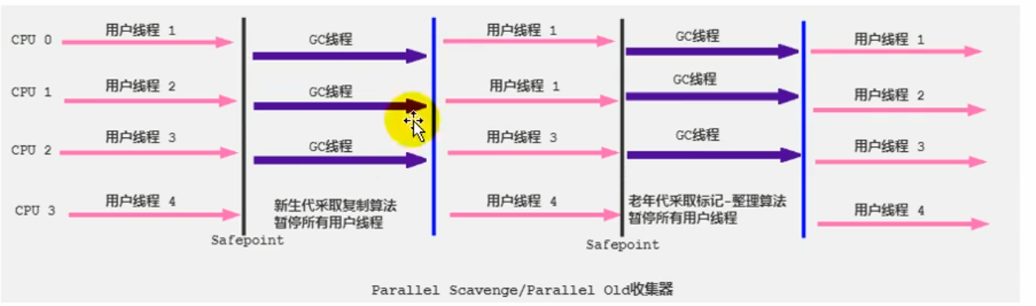 CPU 0 用户线程 1 GC线程 用户线程 1 GC线程 用户线程 1
CPU 1 用户线程 2 GC线程 用户线程 1 GC线程 用户线程 2
CPU 2 用户线程 3 GC线程 用户线程 3 GC线程 用户线程 3
CPU 3 用户线程 4 用户线程 4 用户线程 4
新生代采取复制算法
暂停所有用户线程
老年代采取标记-整理算法
暂停所有用户线程
Safepoint
Safepoint
Parallel Scavenge/Parallel Old收集器